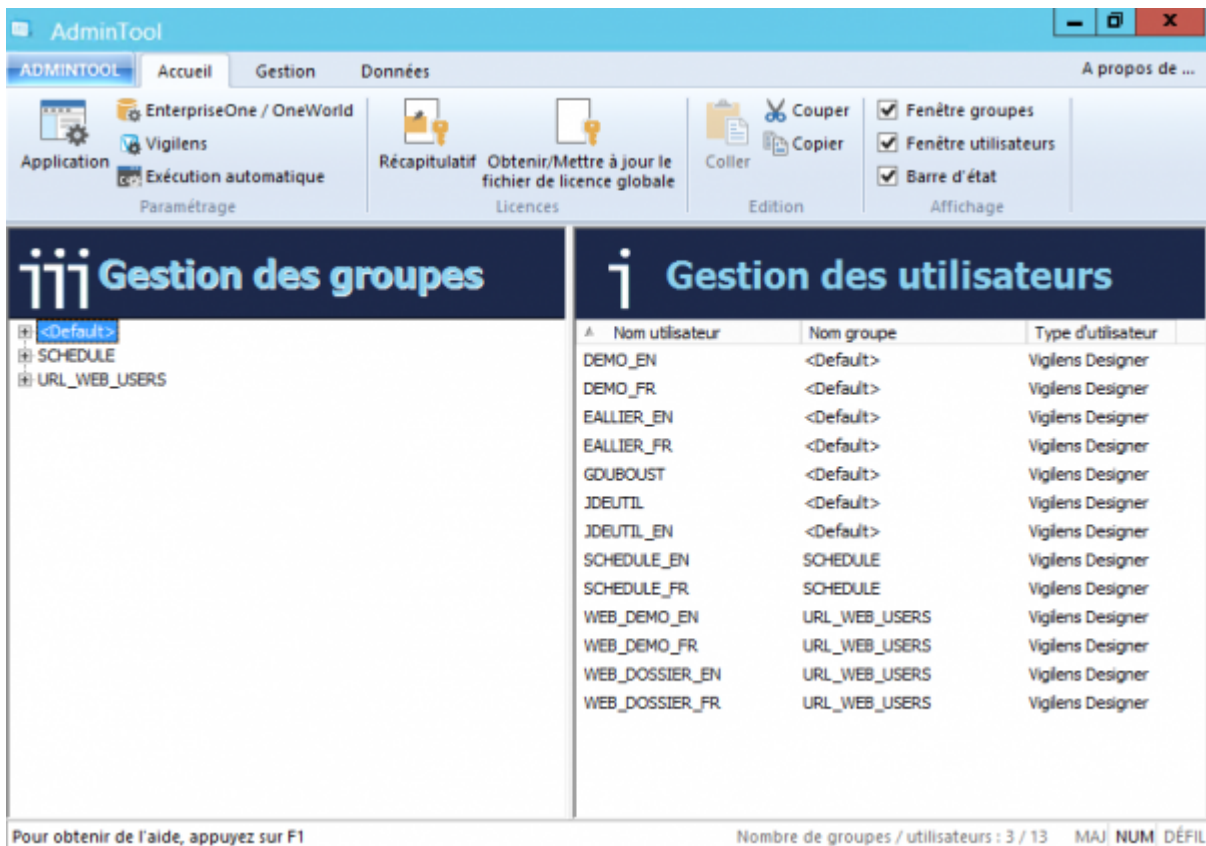 AdminTool
ADMINTOOL Accueil Gestion Données A propos de ...
EnterpriseOne / OneWorld
Vigilens
Exécution automatique
Application
Paramétrage
Récapitulatif
Obtenir/Mettre à jour le
fichier de licence globale
Licences
Coller
Couper
Copier
Edition
Fenêtre groupes
Fenêtre utilisateurs
Barre d'état
Affichage
Gestion des groupes
<Default>
SCHEDULE
URL_WEB_USERS
Gestion des utilisateurs
Nom utilisateur Nom groupe Type d'utilisateur
DEMO_EN <Default> Vigilens Designer
DEMO_FR <Default> Vigilens Designer
EALLIER_EN <Default> Vigilens Designer
EALLIER_FR <Default> Vigilens Designer
GDUBOUST <Default> Vigilens Designer
JDEUTIL <Default> Vigilens Designer
JDEUTIL_EN <Default> Vigilens Designer
SCHEDULE_EN SCHEDULE Vigilens Designer
SCHEDULE_FR SCHEDULE Vigilens Designer
WEB_DEMO_EN URL_WEB_USERS Vigilens Designer
WEB_DEMO_FR URL_WEB_USERS Vigilens Designer
WEB_DOSSIER_EN URL_WEB_USERS Vigilens Designer
WEB_DOSSIER_FR URL_WEB_USERS Vigilens Designer
Pour obtenir de l'aide, appuyez sur F1 Nombre de groupes / utilisateurs : 3 / 13 MAJ NUM DÉFIL